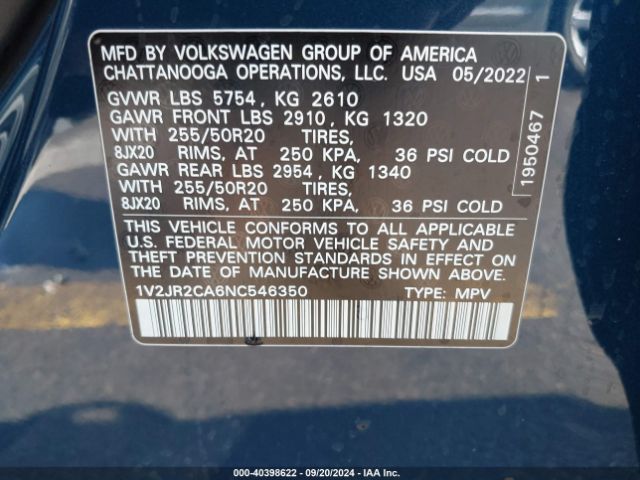 MFD BY VOLKSWAGEN GROUP OF AMERICA
CHATTANOOGA OPERATIONS, LLC. USA 05/2022
GVWR LBS 5754, KG 2610
GAWR FRONT LBS 2910, KG 1320
WITH 255/50R20 TIRES,
8JX20 RIMS, AT 250 KPA, 36 PSI COLD
GAWR REAR LBS 2954, KG 1340
WITH 255/50R20 TIRES,
8JX20 RIMS, AT 250 KPA, 36 PSI COLD
THIS VEHICLE CONFORMS TO ALL APPLICABLE
U.S. FEDERAL MOTOR VEHICLE SAFETY AND
THEFT PREVENTION STANDARDS IN EFFECT ON
THE DATE OF MANUFACTURE SHOWN ABOVE.
1V2JR2CA6NC546350 TYPE: MPV
1950467 1
000-40398622 - 09/20/2024 - IAA Inc.